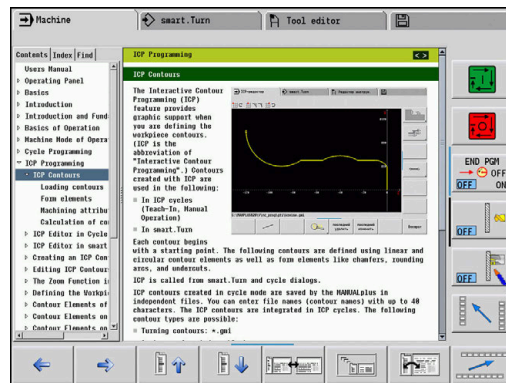 Machine
smart.Turn
Tool editor
Contents Index Find
Users Manual
Operating Panel
Basics
Introduction
Introduction and Fund
Basics of Operation
Machine Mode of Opera
Cycle Programming
ICP Programming
ICP Contours
Loading contours
Form elements
Machining attribut
Calculation of con
ICP Editor in Cycle
ICP Editor in smart
Creating an ICP Con
Editing ICP Contour
The Zoom Function i
Defining the Workpi
Contour Elements of
Contour Elements on
Contour Elements on
ICP Programming
ICP Contours
The Interactive Contour
Programming (ICP)
feature provides
graphic support when
you are defining the
workpiece contours.
(ICP is the
abbreviation of
"Interactive Contour
Programming".) Contours
created with ICP are
used in the following:
In ICP cycles
(Teach-In, Manual
Operation)
In smart.Turn
Each contour begins
with a starting point. The following contours are defined using linear and
circular contour elements as well as form elements like chamfers, rounding
arcs, and undercuts.
ICP is called from smart.Turn and cycle dialogs.
ICP contours created in cycle mode are saved by the MANUALplus in
independent files. You can enter file names (contour names) with up to 40
characters. The ICP contours are integrated in ICP cycles. The following
contour types are possible:
Turning contours: *.gmi
END PGM
OFF
OFF ON
OFF
OFF